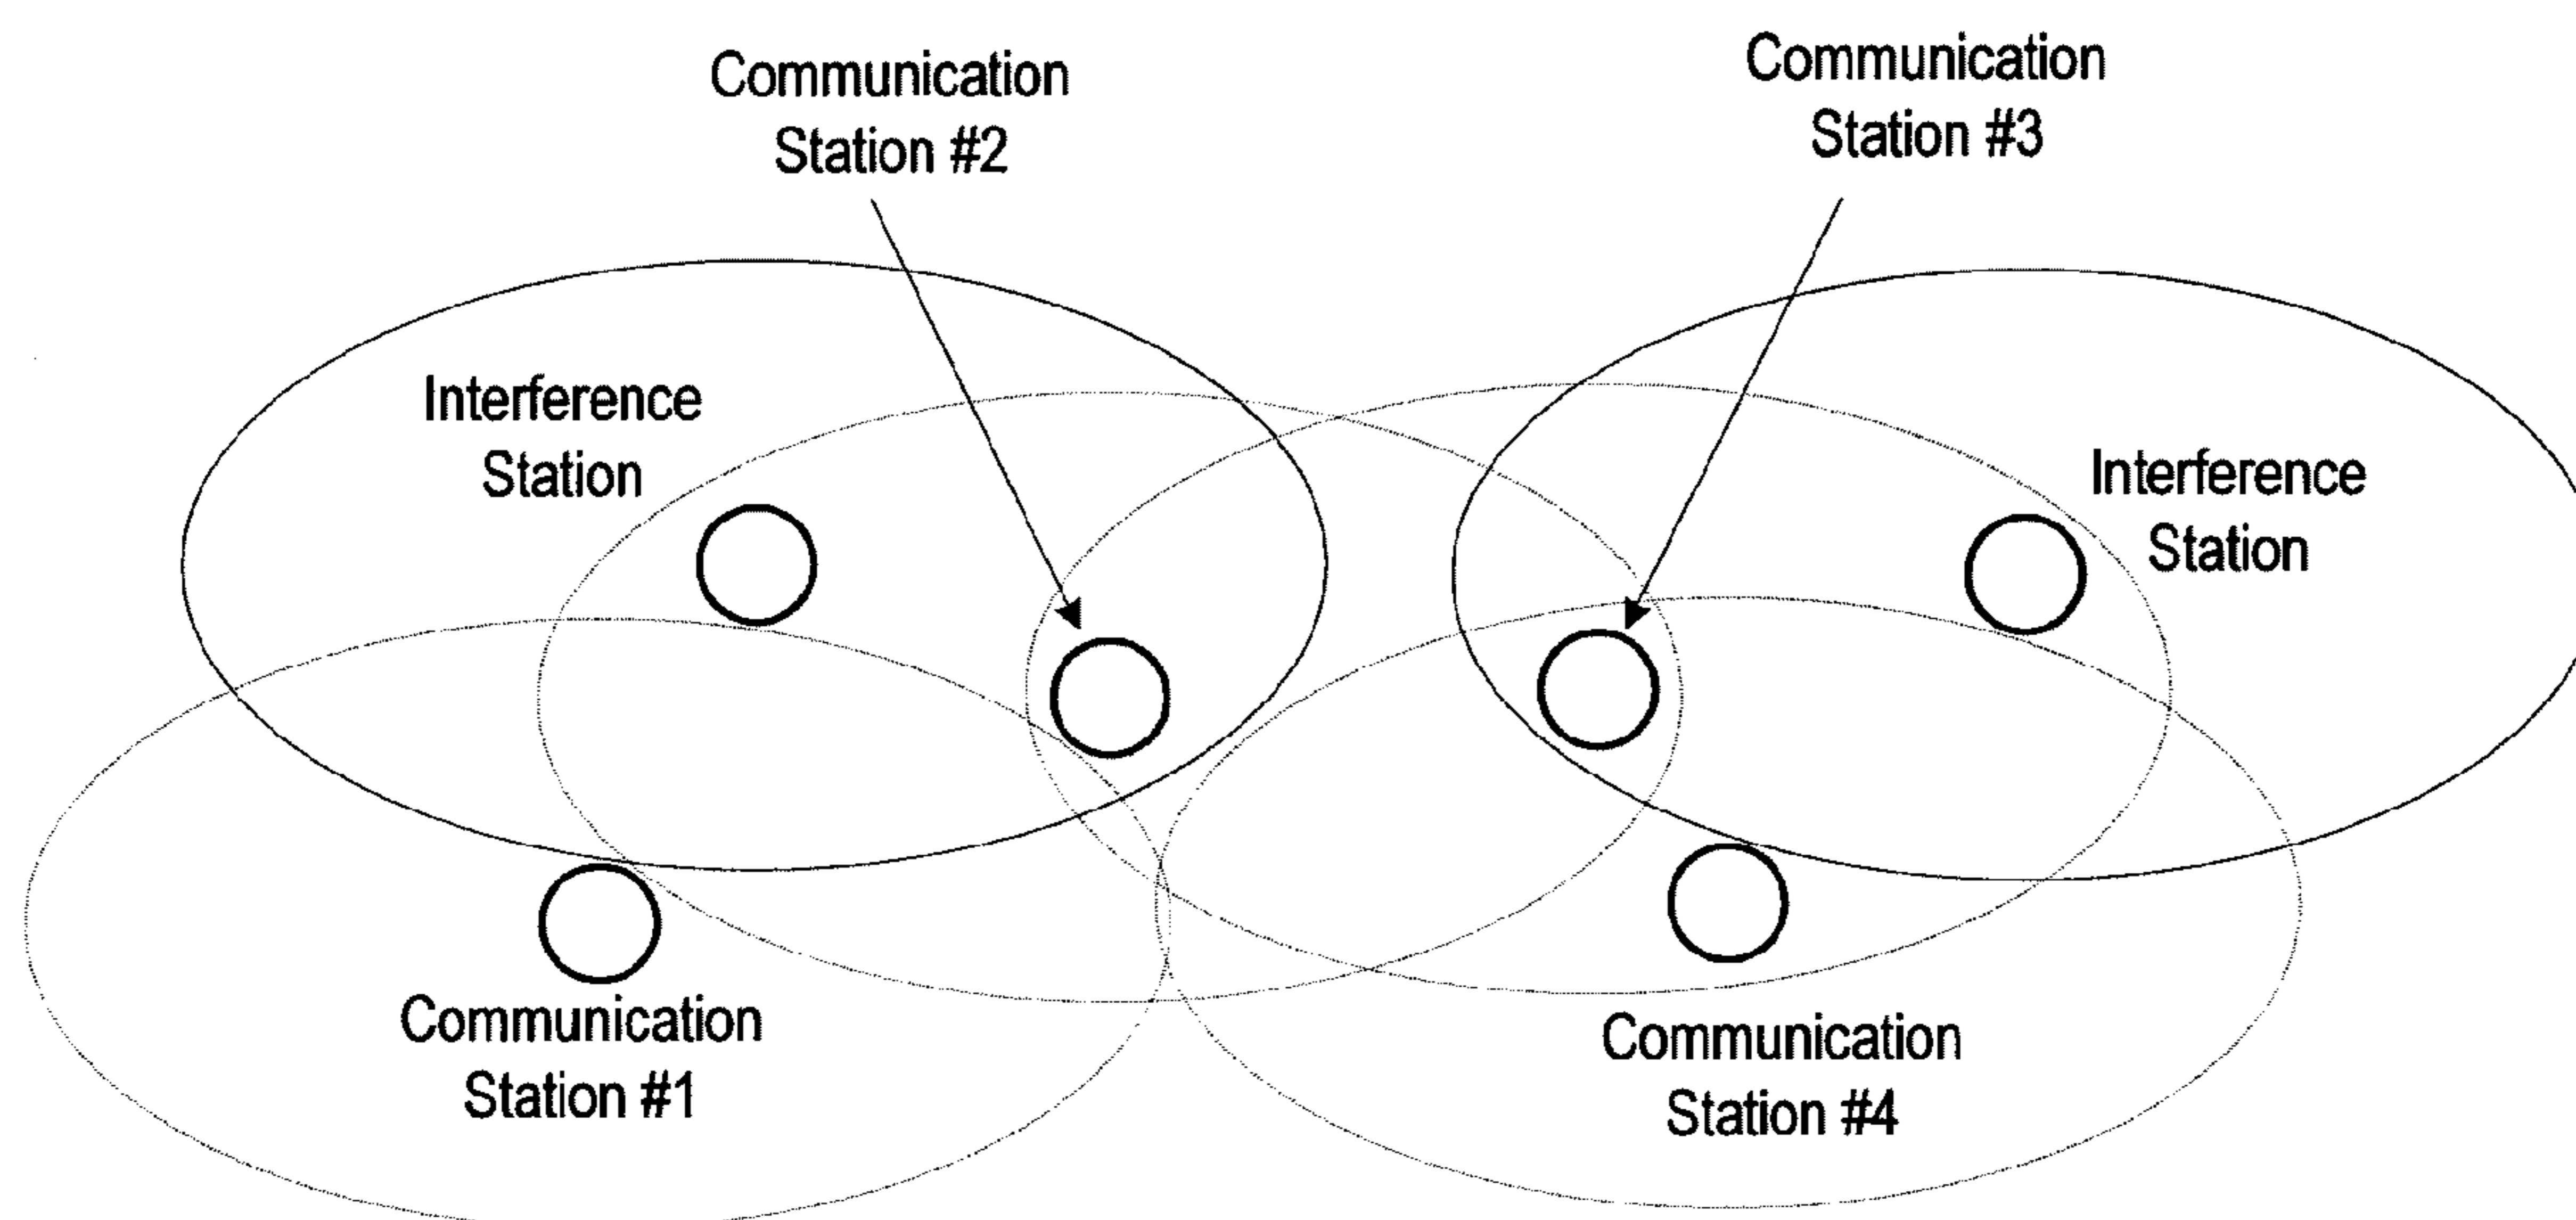 Communication
Station #2
Communication
Station #3
Interference
Station
Interference
Station
Communication
Station #1
Communication
Station #4